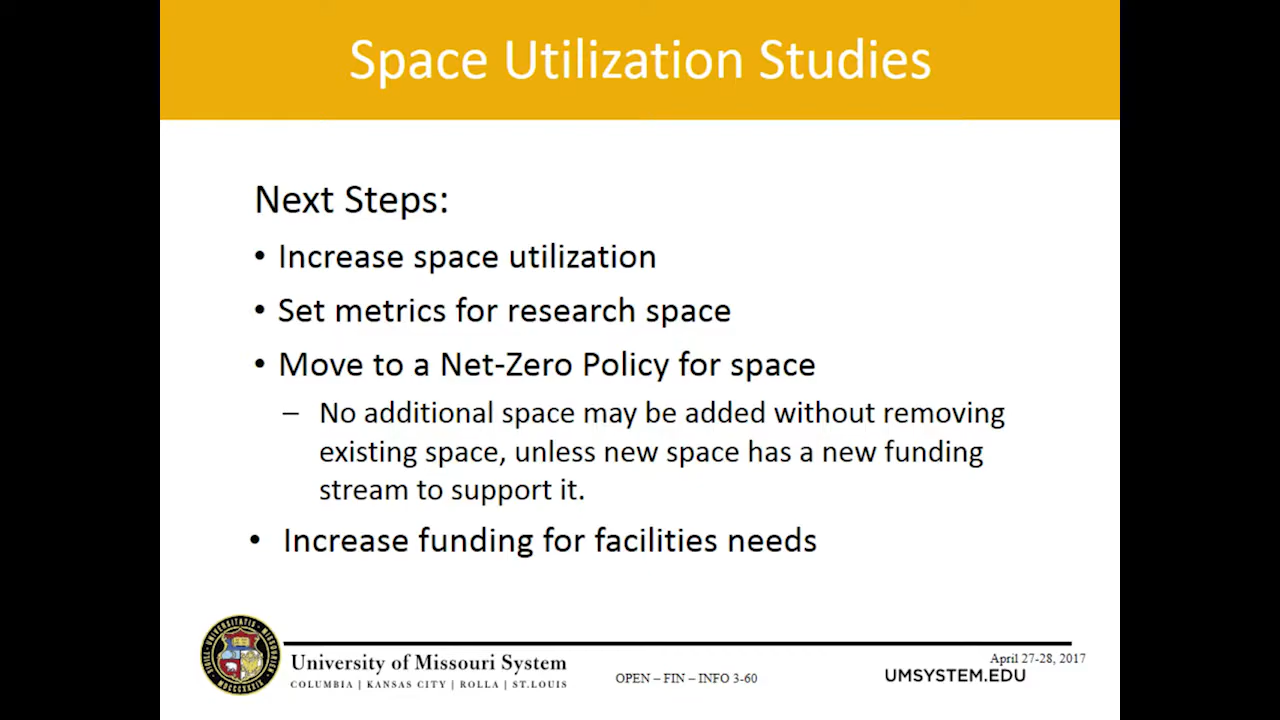 Space Utilization Studies
Next Steps:
• Increase space utilization
• Set metrics for research space
• Move to a Net-Zero Policy for space
– No additional space may be added without removing
existing space, unless new space has a new funding
stream to support it.
• Increase funding for facilities needs
University of Missouri System
COLUMBIA | KANSAS CITY | ROLLA | ST.LOUIS
OPEN – FIN – INFO 3-60
April 27-28, 2017
UMSYSTEM.EDU